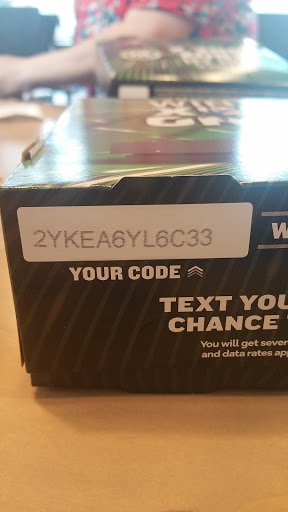 2YKEA6YL6C33
YOUR CODE
TEXT YOU
CHANCE
You will get sever
and data rates app